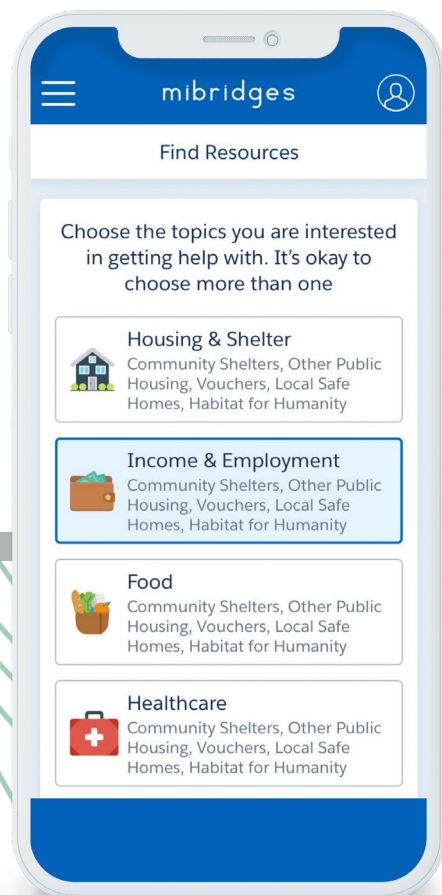 mibridges
Find Resources
Choose the topics you are interested
in getting help with. It's okay to
choose more than one
Housing & Shelter
Community Shelters, Other Public
Housing, Vouchers, Local Safe
Homes, Habitat for Humanity
Income & Employment
Community Shelters, Other Public
Housing, Vouchers, Local Safe
Homes, Habitat for Humanity
Food
Community Shelters, Other Public
Housing, Vouchers, Local Safe
Homes, Habitat for Humanity
Healthcare
Community Shelters, Other Public
Housing, Vouchers, Local Safe
Homes, Habitat for Humanity